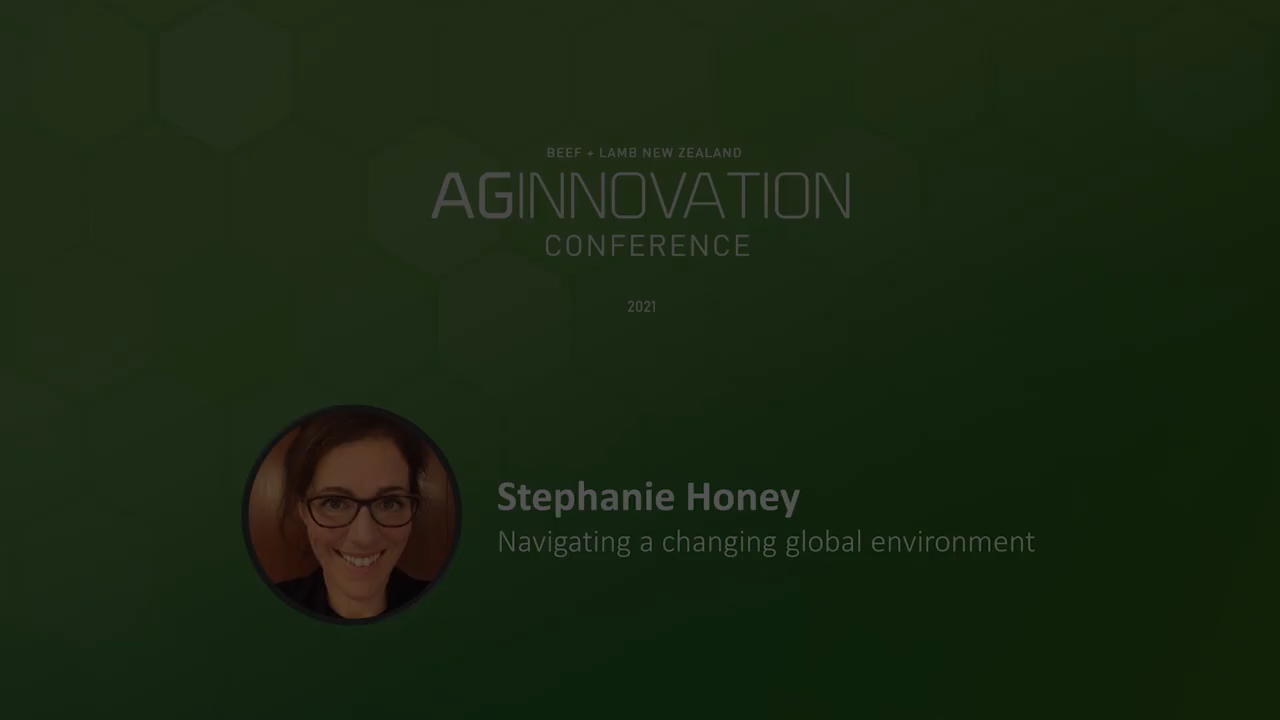 BEEF + LAMB NEW ZEALAND
AGINNOVATION
CONFERENCE
2021
Stephanie Honey
Navigating a changing global environment